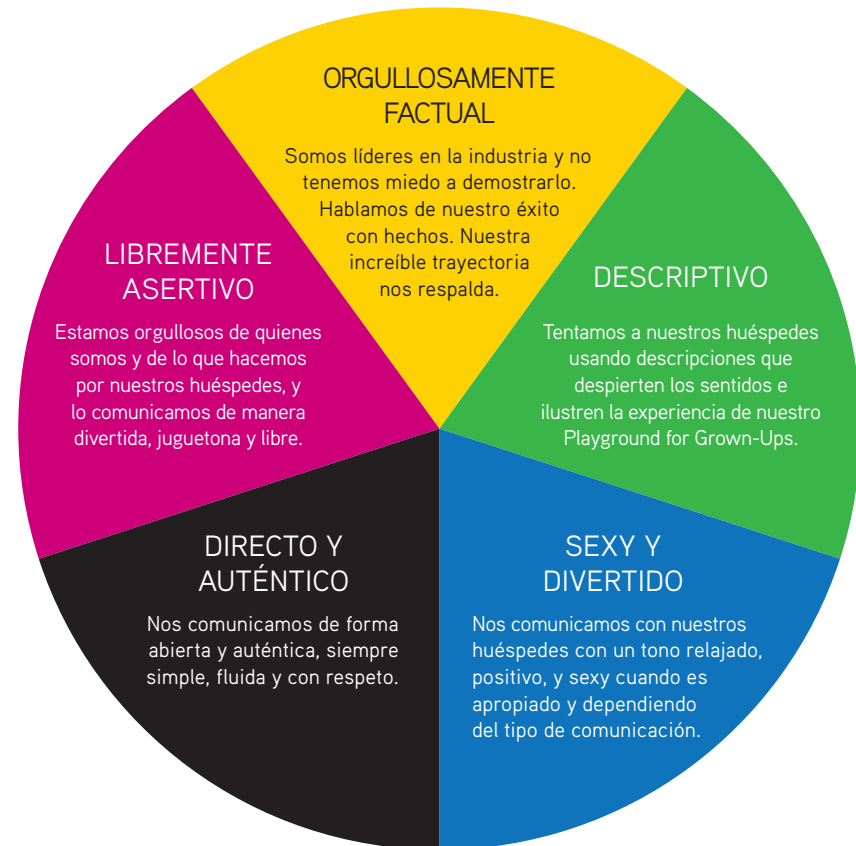 ORGULLOSAMENTE
FACTUAL
Somos líderes en la industria y no
tenemos miedo a demostrarlo.
Hablamos de nuestro éxito
con hechos. Nuestra
increíble trayectoria
nos respalda.
DESCRIPTIVO
Tentamos a nuestros huéspedes
usando descripciones que
despierten los sentidos e
ilustren la experiencia de nuestro
Playground for Grown-Ups.
SEXY Y
DIVERTIDO
Nos comunicamos con nuestros
huéspedes con un tono relajado,
positivo, y sexy cuando es
apropiado y dependiendo
del tipo de comunicación.
DIRECTO Y
AUTÉNTICO
Nos comunicamos de forma
abierta y auténtica, siempre
simple, fluida y con respeto.
LIBREMENTE
ASERTIVO
Estamos orgullosos de quienes
somos y de lo que hacemos
por nuestros huéspedes, y
lo comunicamos de manera
divertida, juguetona y libre.